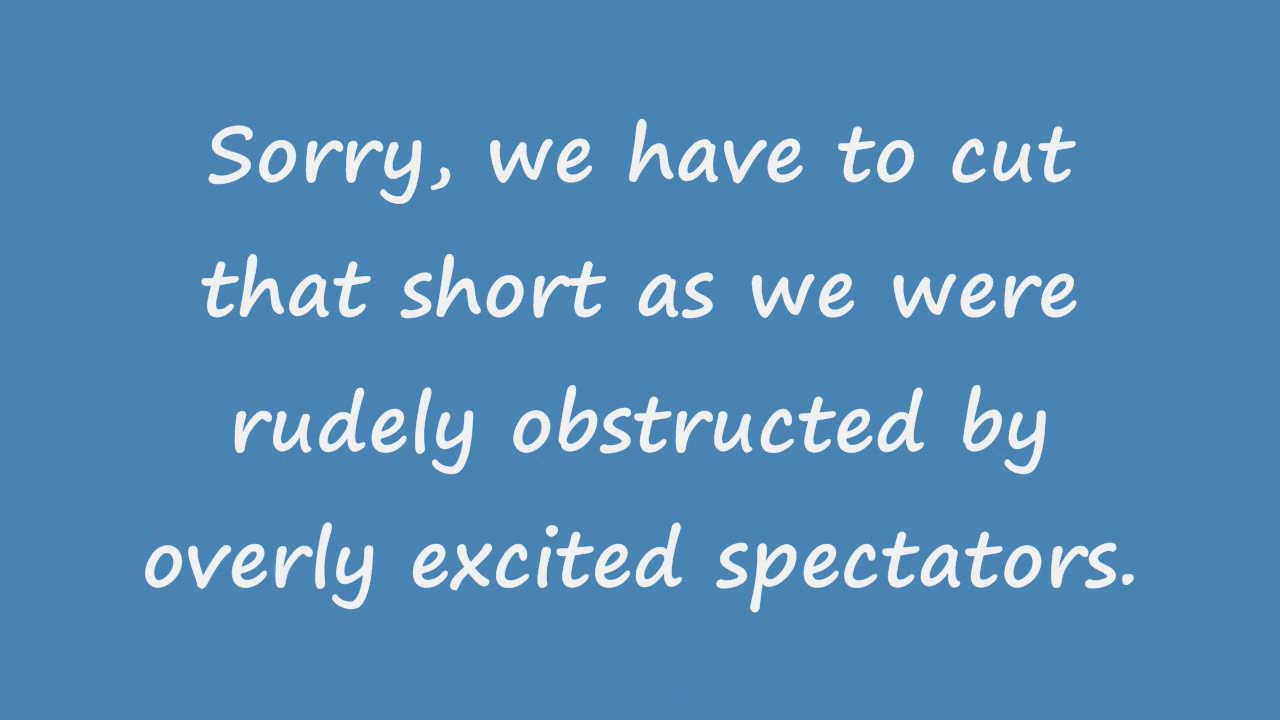 Sorry, we have to cut
that short as we were
rudely obstructed by
overly excited spectators.